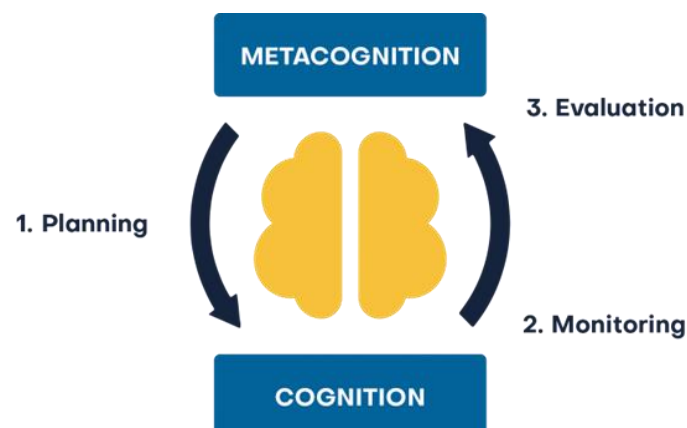 METACOGNITION
3. Evaluation
1. Planning
2. Monitoring
COGNITION